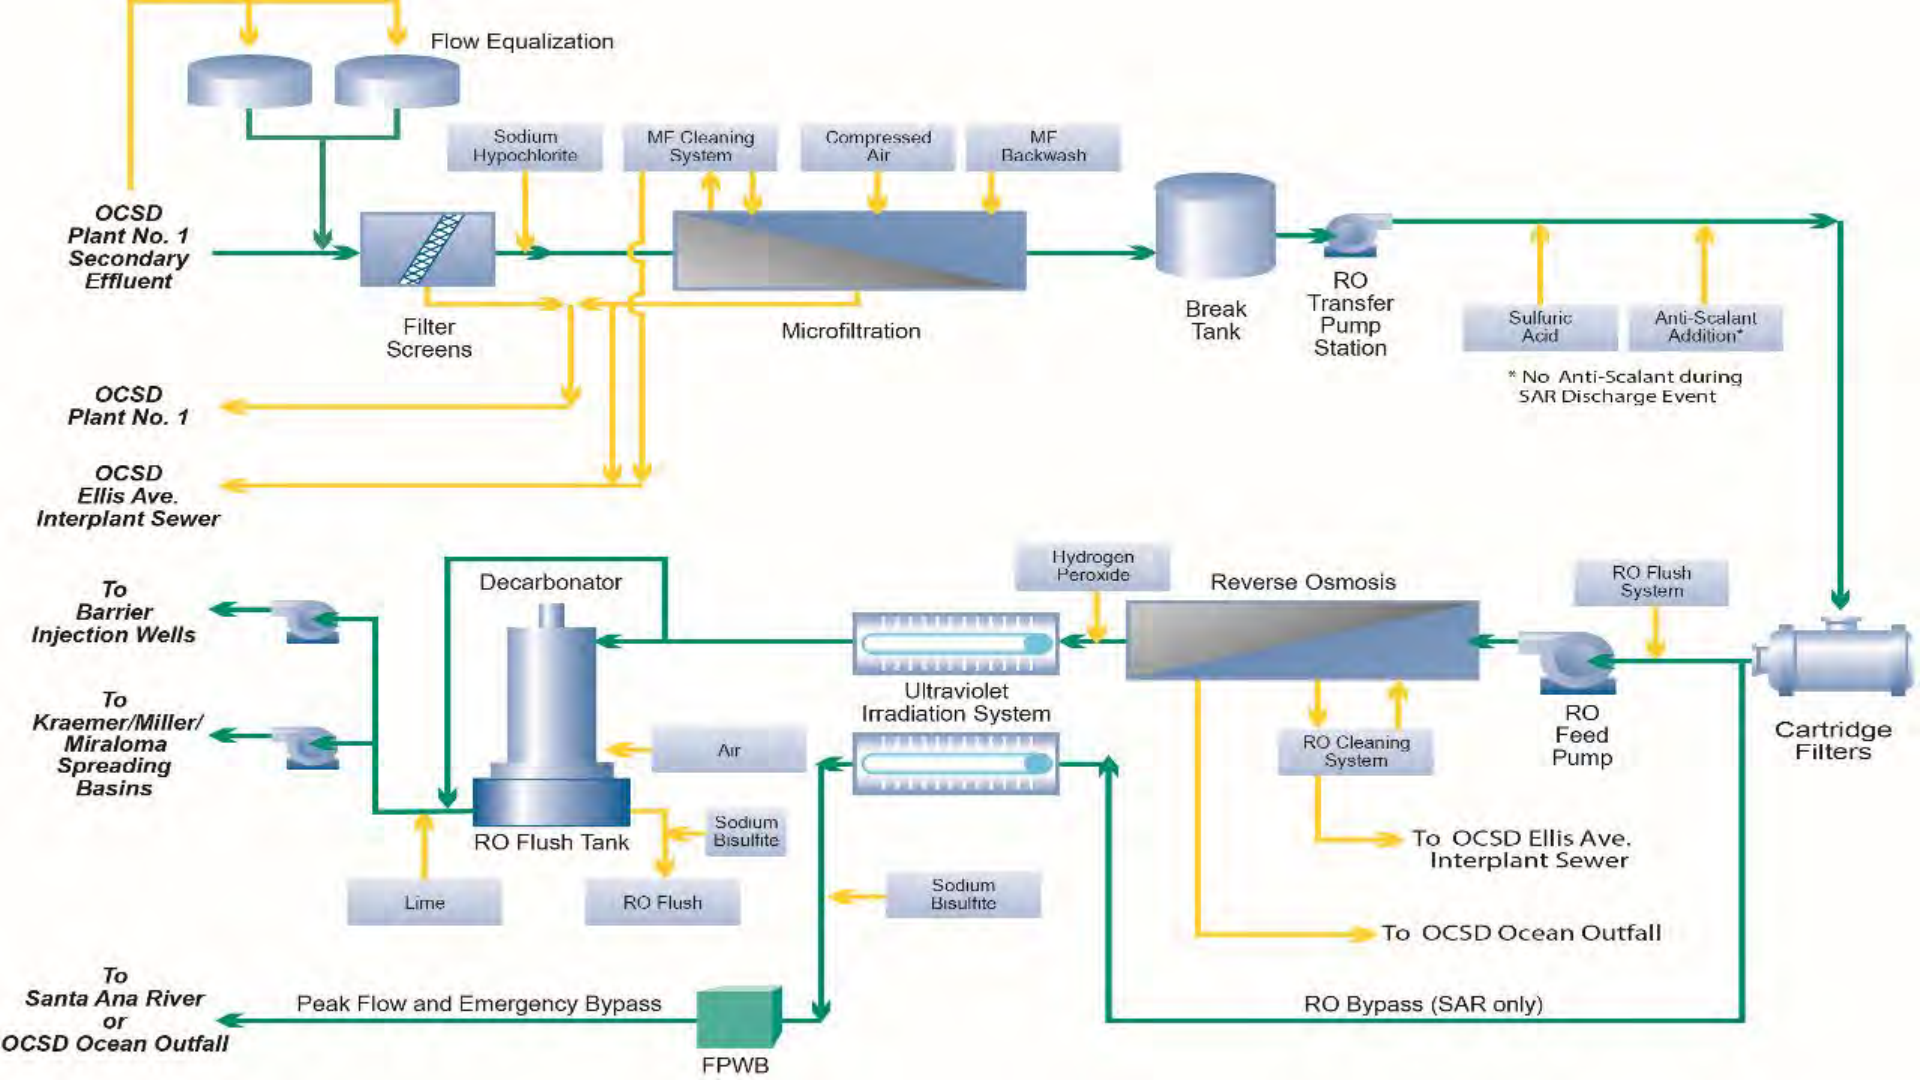 Flow Equalization
Sodium
Hypochlorite
MF Cleaning
System
Compressed
Air
MF
Backwash
OCSD
Plant No. 1
Secondary
Effluent
Filter
Screens
Microfiltration
Break
Tank
RO
Transfer
Pump
Station
Sulfuric
Acid
Anti-Scalant
Addition*
* No Anti-Scalant during
SAR Discharge Event
OCSD
Plant No. 1
OCSD
Ellis Ave.
Interplant Sewer
To
Barrier
Injection Wells
Decarbonator
Hydrogen
Peroxide
Reverse Osmosis
RO Flush
System
To
Kraemer/Miller/
Miraloma
Spreading
Basins
Ultraviolet
Irradiation System
Air
RO Cleaning
System
RO
Feed
Pump
Cartridge
Filters
RO Flush Tank
Sodium
Bisulfite
Lime
RO Flush
Sodium
Bisulfite
To OCSD Ellis Ave.
Interplant Sewer
To OCSD Ocean Outfall
To
Santa Ana River
or
OCSD Ocean Outfall
Peak Flow and Emergency Bypass
FPWB
RO Bypass (SAR only)